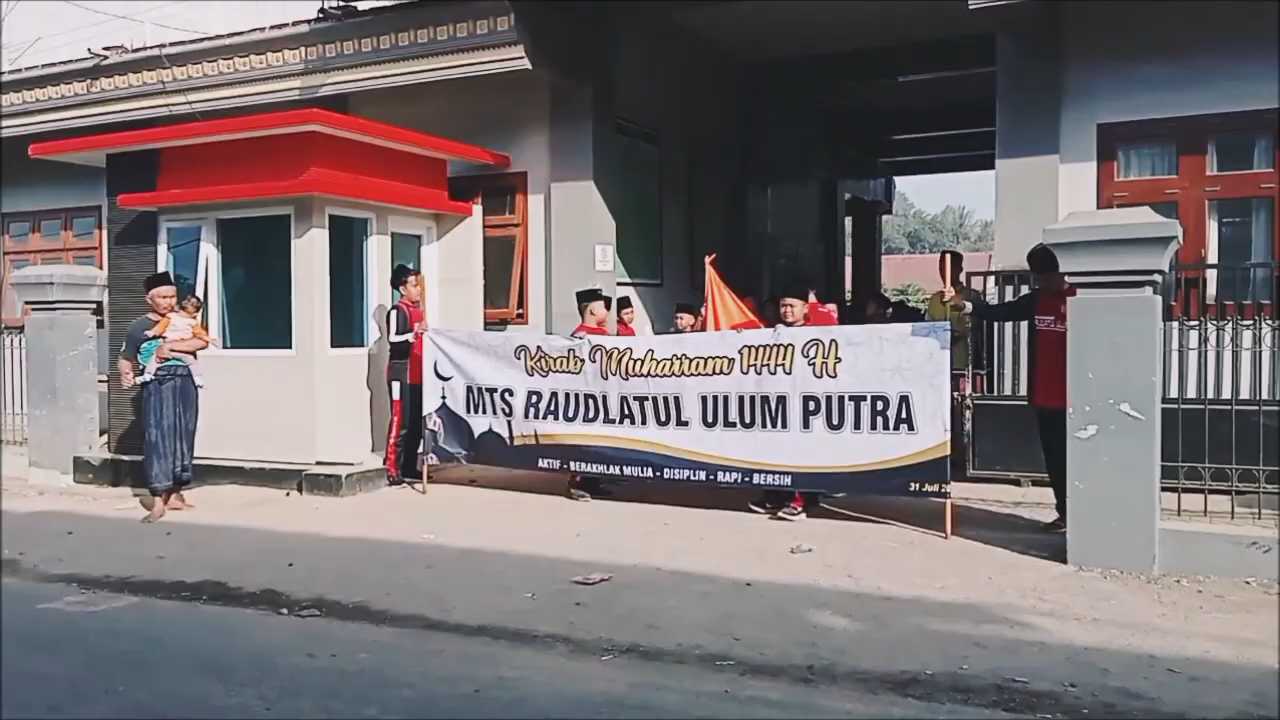 Kirab Muharram 1444 H
MTS RAUDLATUL ULUM PUTRA
AKTIF - BERAKHLAK MULIA - DISIPLIN - RAPI - BERSIH
31 Juli